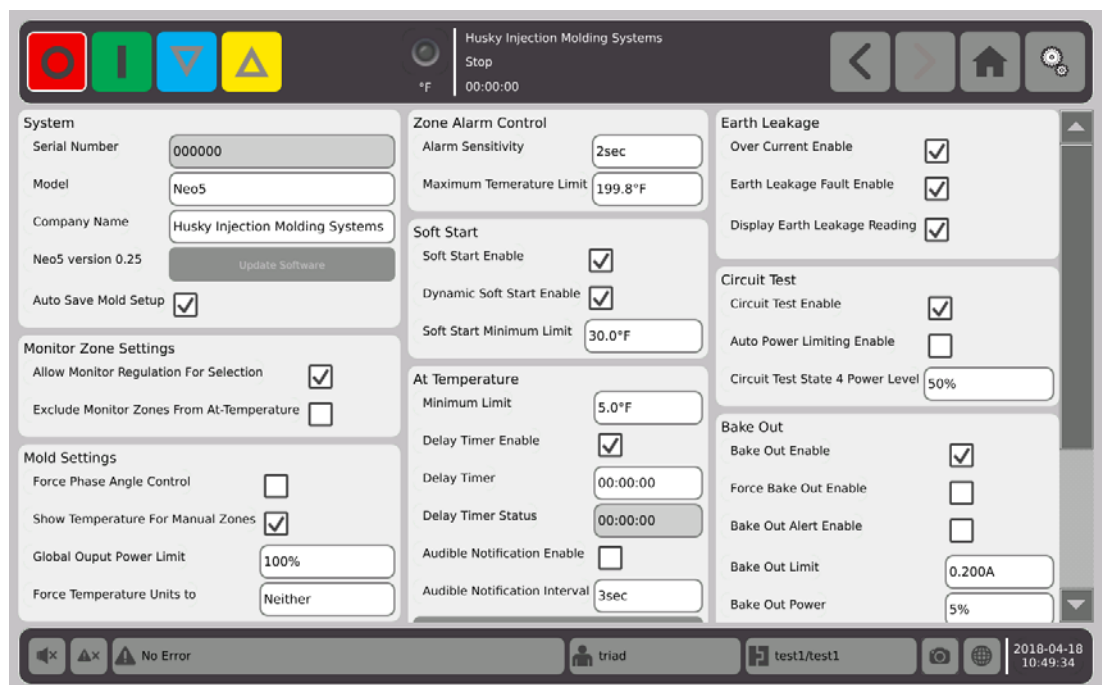 Husky Injection Molding Systems
Stop
°F 00:00:00
System
Serial Number 000000
Model Neo5
Company Name Husky Injection Molding Systems
Neo5 version 0.25 Update Software
Auto Save Mold Setup
Monitor Zone Settings
Allow Monitor Regulation For Selection
Exclude Monitor Zones From At-Temperature
Mold Settings
Force Phase Angle Control
Show Temperature For Manual Zones
Global Ouput Power Limit 100%
Force Temperature Units to Neither
Zone Alarm Control
Alarm Sensitivity 2sec
Maximum Temerature Limit 199.8°F
Soft Start
Soft Start Enable
Dynamic Soft Start Enable
Soft Start Minimum Limit 30.0°F
At Temperature
Minimum Limit 5.0°F
Delay Timer Enable
Delay Timer 00:00:00
Delay Timer Status 00:00:00
Audible Notification Enable
Audible Notification Interval 3sec
Earth Leakage
Over Current Enable
Earth Leakage Fault Enable
Display Earth Leakage Reading
Circuit Test
Circuit Test Enable
Auto Power Limiting Enable
Circuit Test State 4 Power Level 50%
Bake Out
Bake Out Enable
Force Bake Out Enable
Bake Out Alert Enable
Bake Out Limit 0.200A
Bake Out Power 5%
No Error
triad
test1/test1
2018-04-18
10:49:34